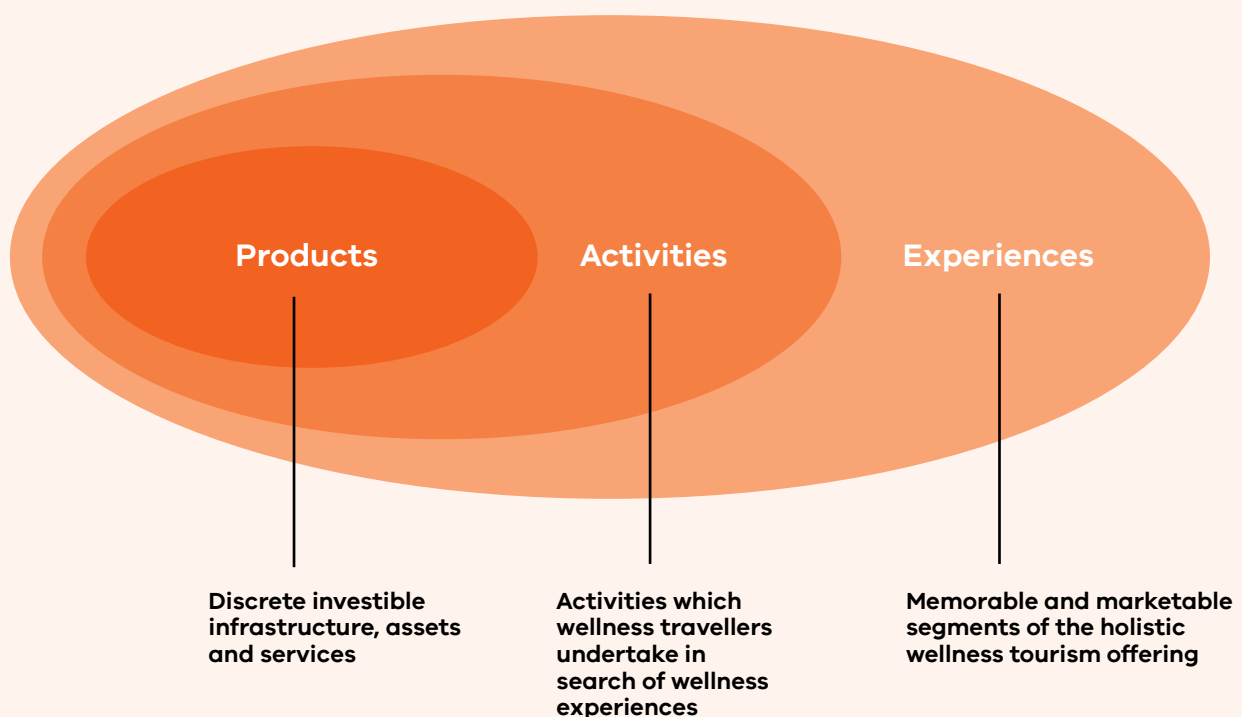 Products
Activities
Experiences
Discrete investible
infrastructure, assets
and services
Activities which
wellness travellers
undertake in
search of wellness
experiences
Memorable and marketable
segments of the holistic
wellness tourism offering